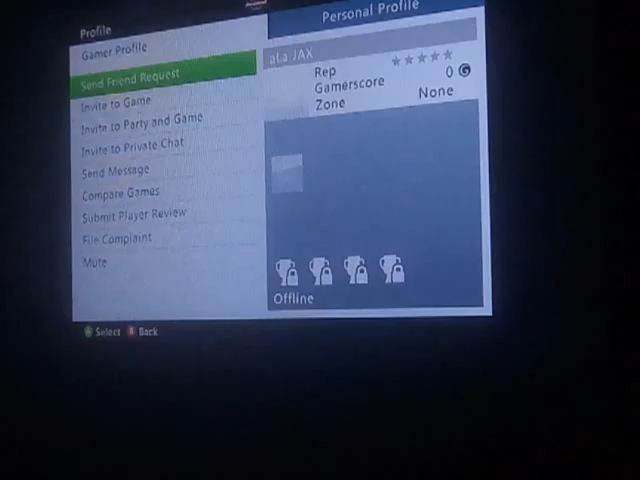 Profile
Personal Profile
Gamer Profile
Send Friend Request
Invite to Game
Invite to Party and Game
Invite to Private Chat
Send Message
Compare Games
Submit Player Review
File Complaint
Mute
aLa JAX
Rep
Gamerscore 0 G
Zone None
Offline
A Select B Back